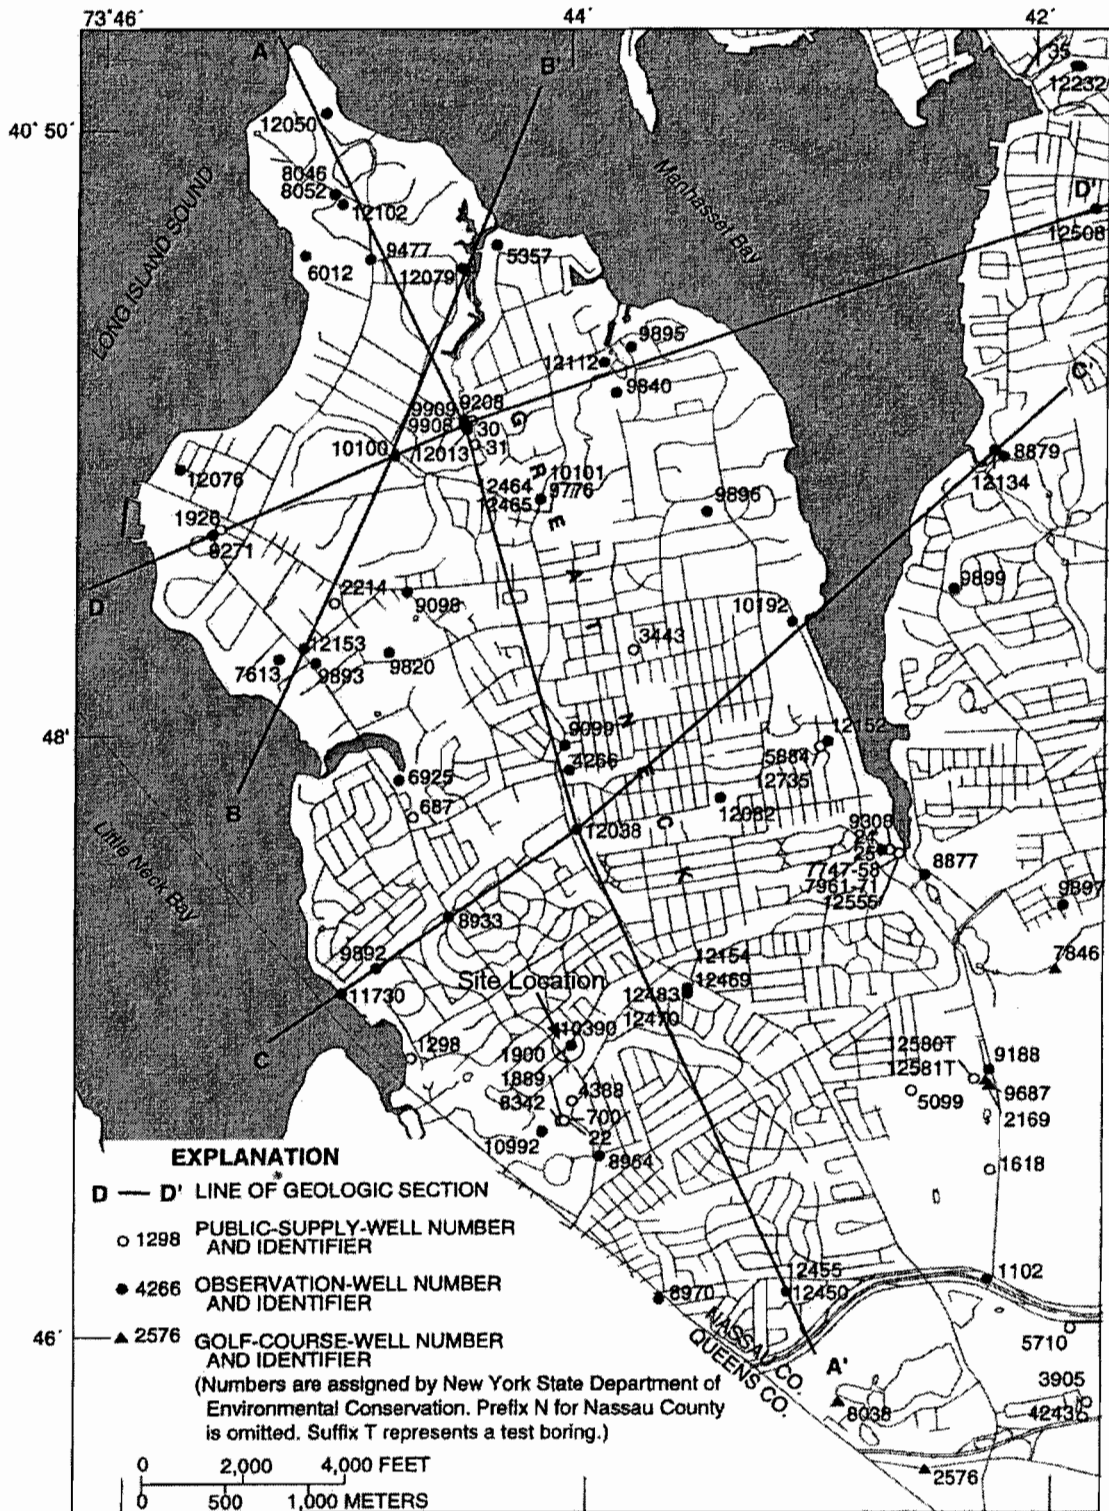 73°46´ 44´ 42´
A
B'
35
12232
40° 50´
12050
Manhasset Bay
8046
8052
12102
D'
LONG ISLAND SOUND
9477
5357
12508
6012
12079
9895
12112
9840
C'
9909 9208
9908 30
31
10100 12013
8879
12134
12076
12464 10101
12465 9776
9896
1926
8271
GREAT NECK
2214
9098
9899
D
10192
12153
3443
7613
9893
9820
9099
12152
48´
4266
5884
12735
6925
687
12082
B
12038
Little Neck Bay
9308
24
25
7747-58
7961-71
12555
8877
9897
8933
9892
12154
12469
7846
Site Location
11730
12483
12470
10390
12580T
C
1298
1900
12581T
9188
1889
4388
9687
8342
5099
700
2169
10992
22
8964
1618
EXPLANATION
D — D' LINE OF GEOLOGIC SECTION
1298 PUBLIC-SUPPLY-WELL NUMBER
AND IDENTIFIER
4266 OBSERVATION-WELL NUMBER
AND IDENTIFIER
12455
1102
8970
12450
NASSAU CO.
QUEENS CO.
5710
46´
2576 GOLF-COURSE-WELL NUMBER
AND IDENTIFIER
A'
(Numbers are assigned by New York State Department of
Environmental Conservation. Prefix N for Nassau County
is omitted. Suffix T represents a test boring.)
3905
8038
4243
0 2,000 4,000 FEET
2576
0 500 1,000 METERS